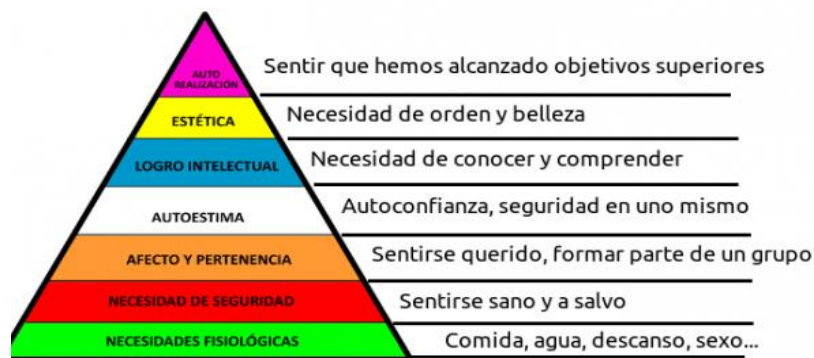 AUTO
REALIZACIÓN
Sentir que hemos alcanzado objetivos superiores
ESTÉTICA
Necesidad de orden y belleza
LOGRO INTELECTUAL
Necesidad de conocer y comprender
AUTOESTIMA
Autoconfianza, seguridad en uno mismo
AFECTO Y PERTENENCIA
Sentirse querido, formar parte de un grupo
NECESIDAD DE SEGURIDAD
Sentirse sano y a salvo
NECESIDADES FISIOLÓGICAS
Comida, agua, descanso, sexo...